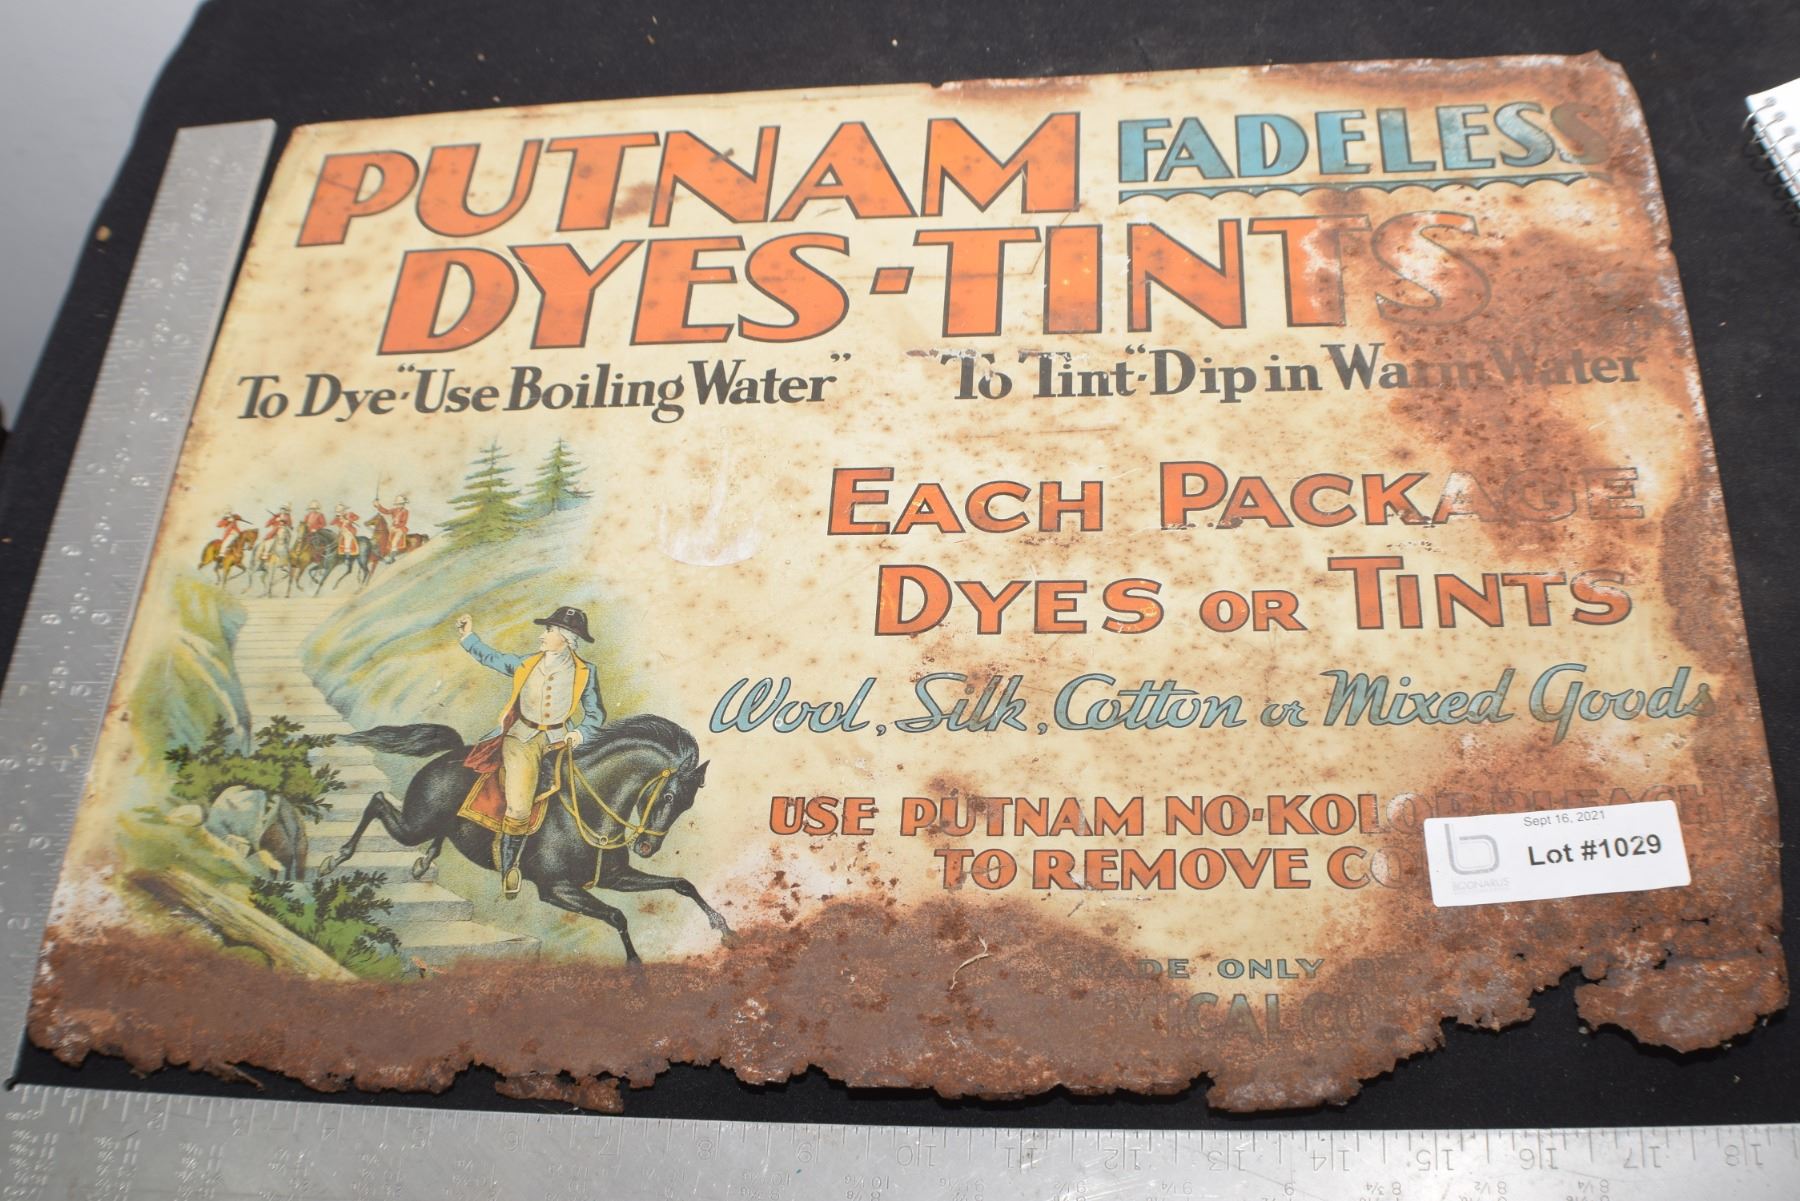 PUTNAM FADELESS
DYES-TINTS
To Dye-"Use Boiling Water" To Tint-"Dip in Warm Water
EACH PACKAGE
DYES OR TINTS
Wool, Silk, Cotton or Mixed Goods
USE PUTNAM NO-KOLOR BLEACH
TO REMOVE
MADE ONLY BY
Sept 16, 2021
Lot #1029